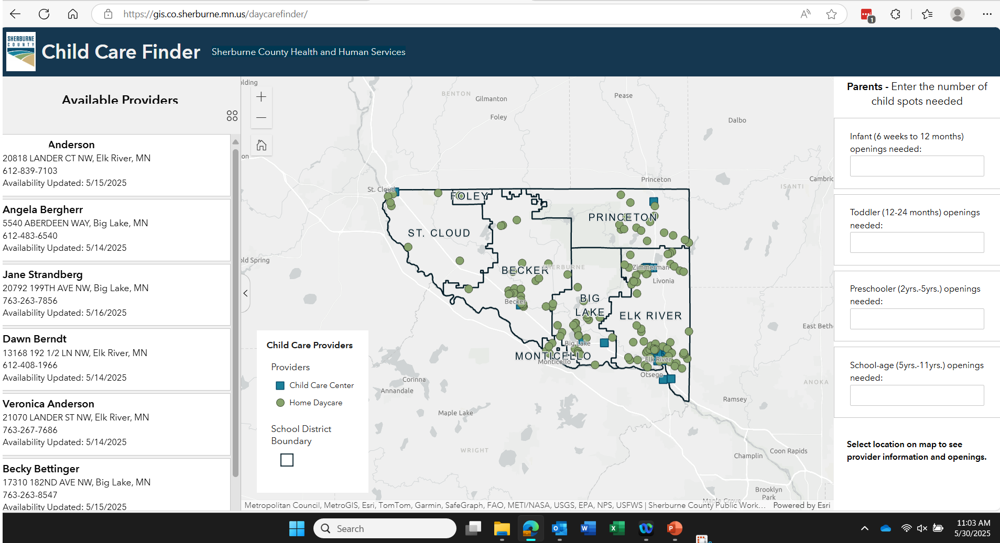 https://gis.co.sherburne.mn.us/daycarefinder/
1
SHERBURNE
COUNTY
Child Care Finder
Sherburne County Health and Human Services
Available Providers
Anderson
20818 LANDER CT NW, Elk River, MN
612-839-7103
Availability Updated: 5/15/2025
Angela Bergherr
5540 ABERDEEN WAY, Big Lake, MN
612-483-6540
Availability Updated: 5/14/2025
Jane Strandberg
20792 199TH AVE NW, Big Lake, MN
763-263-7856
Availability Updated: 5/16/2025
Dawn Berndt
13168 192 1/2 LN NW, Elk River, MN
612-408-1966
Availability Updated: 5/14/2025
Veronica Anderson
21070 LANDER ST NW, Elk River, MN
763-267-7686
Availability Updated: 5/14/2025
Becky Bettinger
17310 182ND AVE NW, Big Lake, MN
763-263-8547
Availability Updated: 5/15/2025
lding
BENTON
Gilmanton
Pease
Foley
Dalbo
on
Princeton
Cambric
ISANTI
St. Cloud
FOLEY
PRINCETON
ST. CLOUD
old Spring
BECKER
SHERBURNE
Zimmerman
Livonia
BIG
LAKE
Becker
ELK RIVER
East Beth
Big Lake
MONTICELLO
Monticello
Elk River
Otsego
Corinna
Annandale
ANOKA
Ramsey
Maple Lake
WRIGHT
Coon Rapids
Champlin
Brooklyn
Park
Maple Grove
Child Care Providers
Providers
Child Care Center
Home Daycare
School District
Boundary
Metropolitan Council, MetroGIS, Esri, TomTom, Garmin, SafeGraph, FAO, METI/NASA, USGS, EPA, NPS, USFWS | Sherburne County Public Work... Powered by Esri
Parents - Enter the number of
child spots needed
Infant (6 weeks to 12 months)
openings needed:
Toddler (12-24 months) openings
needed:
Preschooler (2yrs.-5yrs.) openings
needed:
School-age (5yrs.-11yrs.) openings
needed:
Select location on map to see
provider information and openings.
Search
11:03 AM
5/30/2025